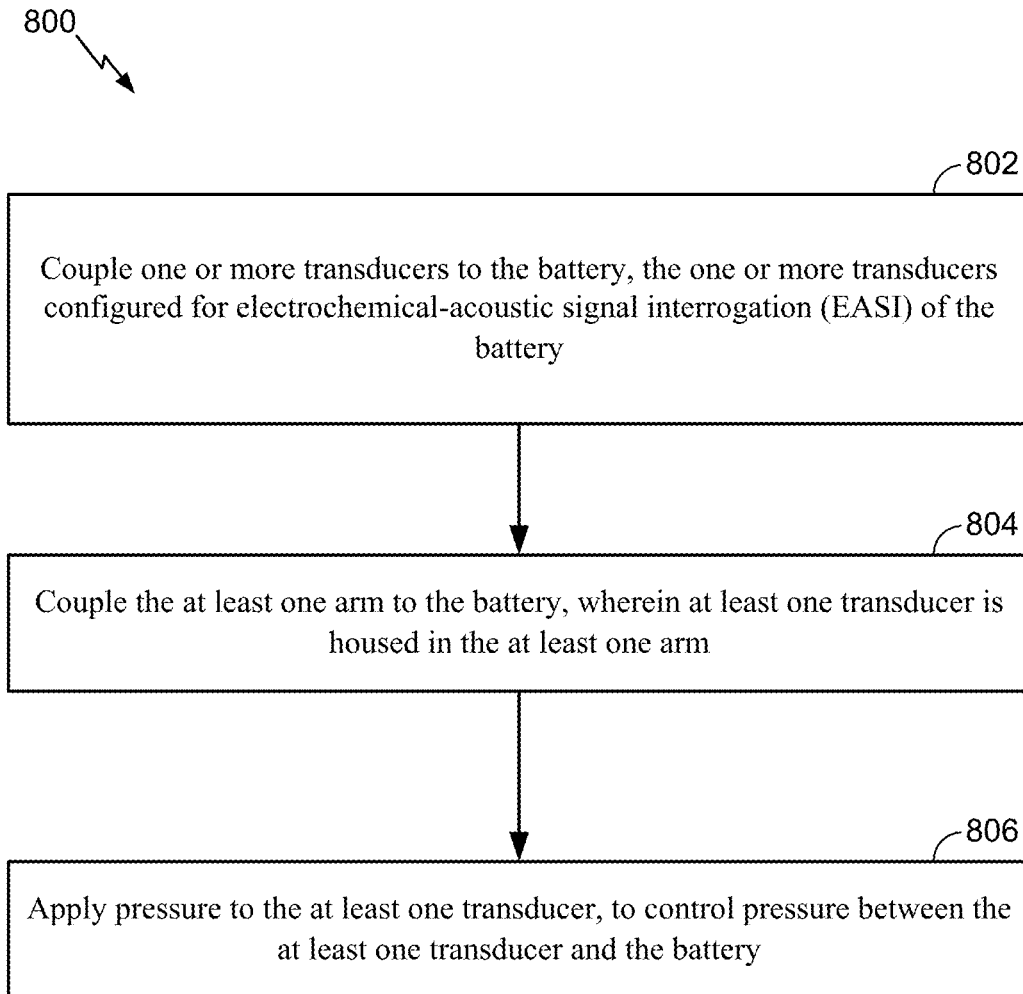 800
802
Couple one or more transducers to the battery, the one or more transducers
configured for electrochemical-acoustic signal interrogation (EASI) of the
battery
804
Couple the at least one arm to the battery, wherein at least one transducer is
housed in the at least one arm
806
Apply pressure to the at least one transducer, to control pressure between the
at least one transducer and the battery